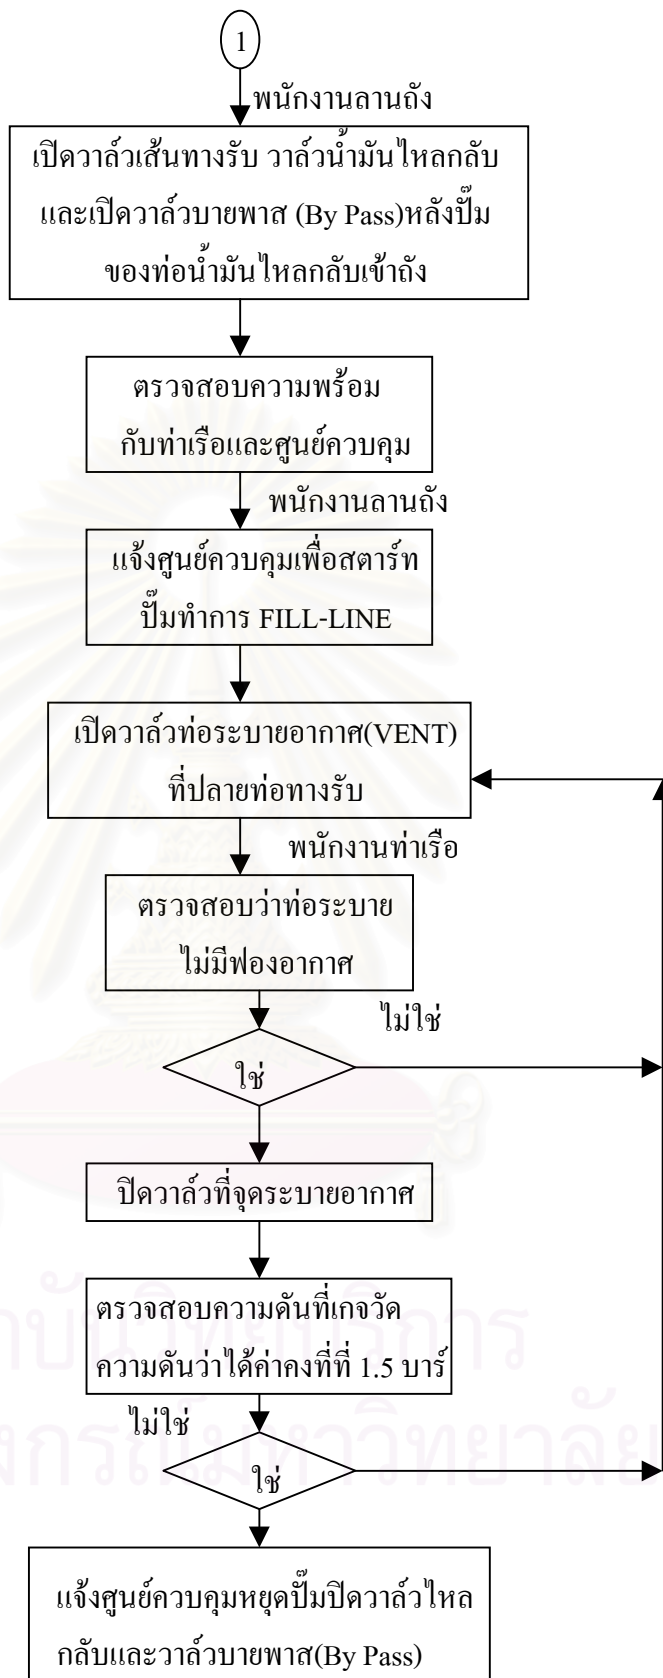 1
พนักงานลานถัง
เปิดวาล์วเส้นทางรับ วาล์วน้ำมันไหลกลับ
และเปิดวาล์วบายพาส (By Pass)หลังปั๊ม
ของท่อน้ำมันไหลกลับเข้าถัง
ตรวจสอบความพร้อม
กับท่าเรือและศูนย์ควบคุม
พนักงานลานถัง
แจ้งศูนย์ควบคุมเพื่อสตาร์ท
ปั๊มทำการ FILL-LINE
เปิดวาล์วท่อระบายอากาศ(VENT)
ที่ปลายท่อทางรับ
พนักงานท่าเรือ
ตรวจสอบว่าท่อระบาย
ไม่มีฟองอากาศ
ไม่ใช่
ใช่
ปิดวาล์วที่จุดระบายอากาศ
ตรวจสอบความดันที่เกจวัด
ความดันว่าได้ค่าคงที่ที่ 1.5 บาร์
ไม่ใช่
ใช่
แจ้งศูนย์ควบคุมหยุดปั๊มปิดวาล์วไหล
กลับและวาล์วบายพาส(By Pass)